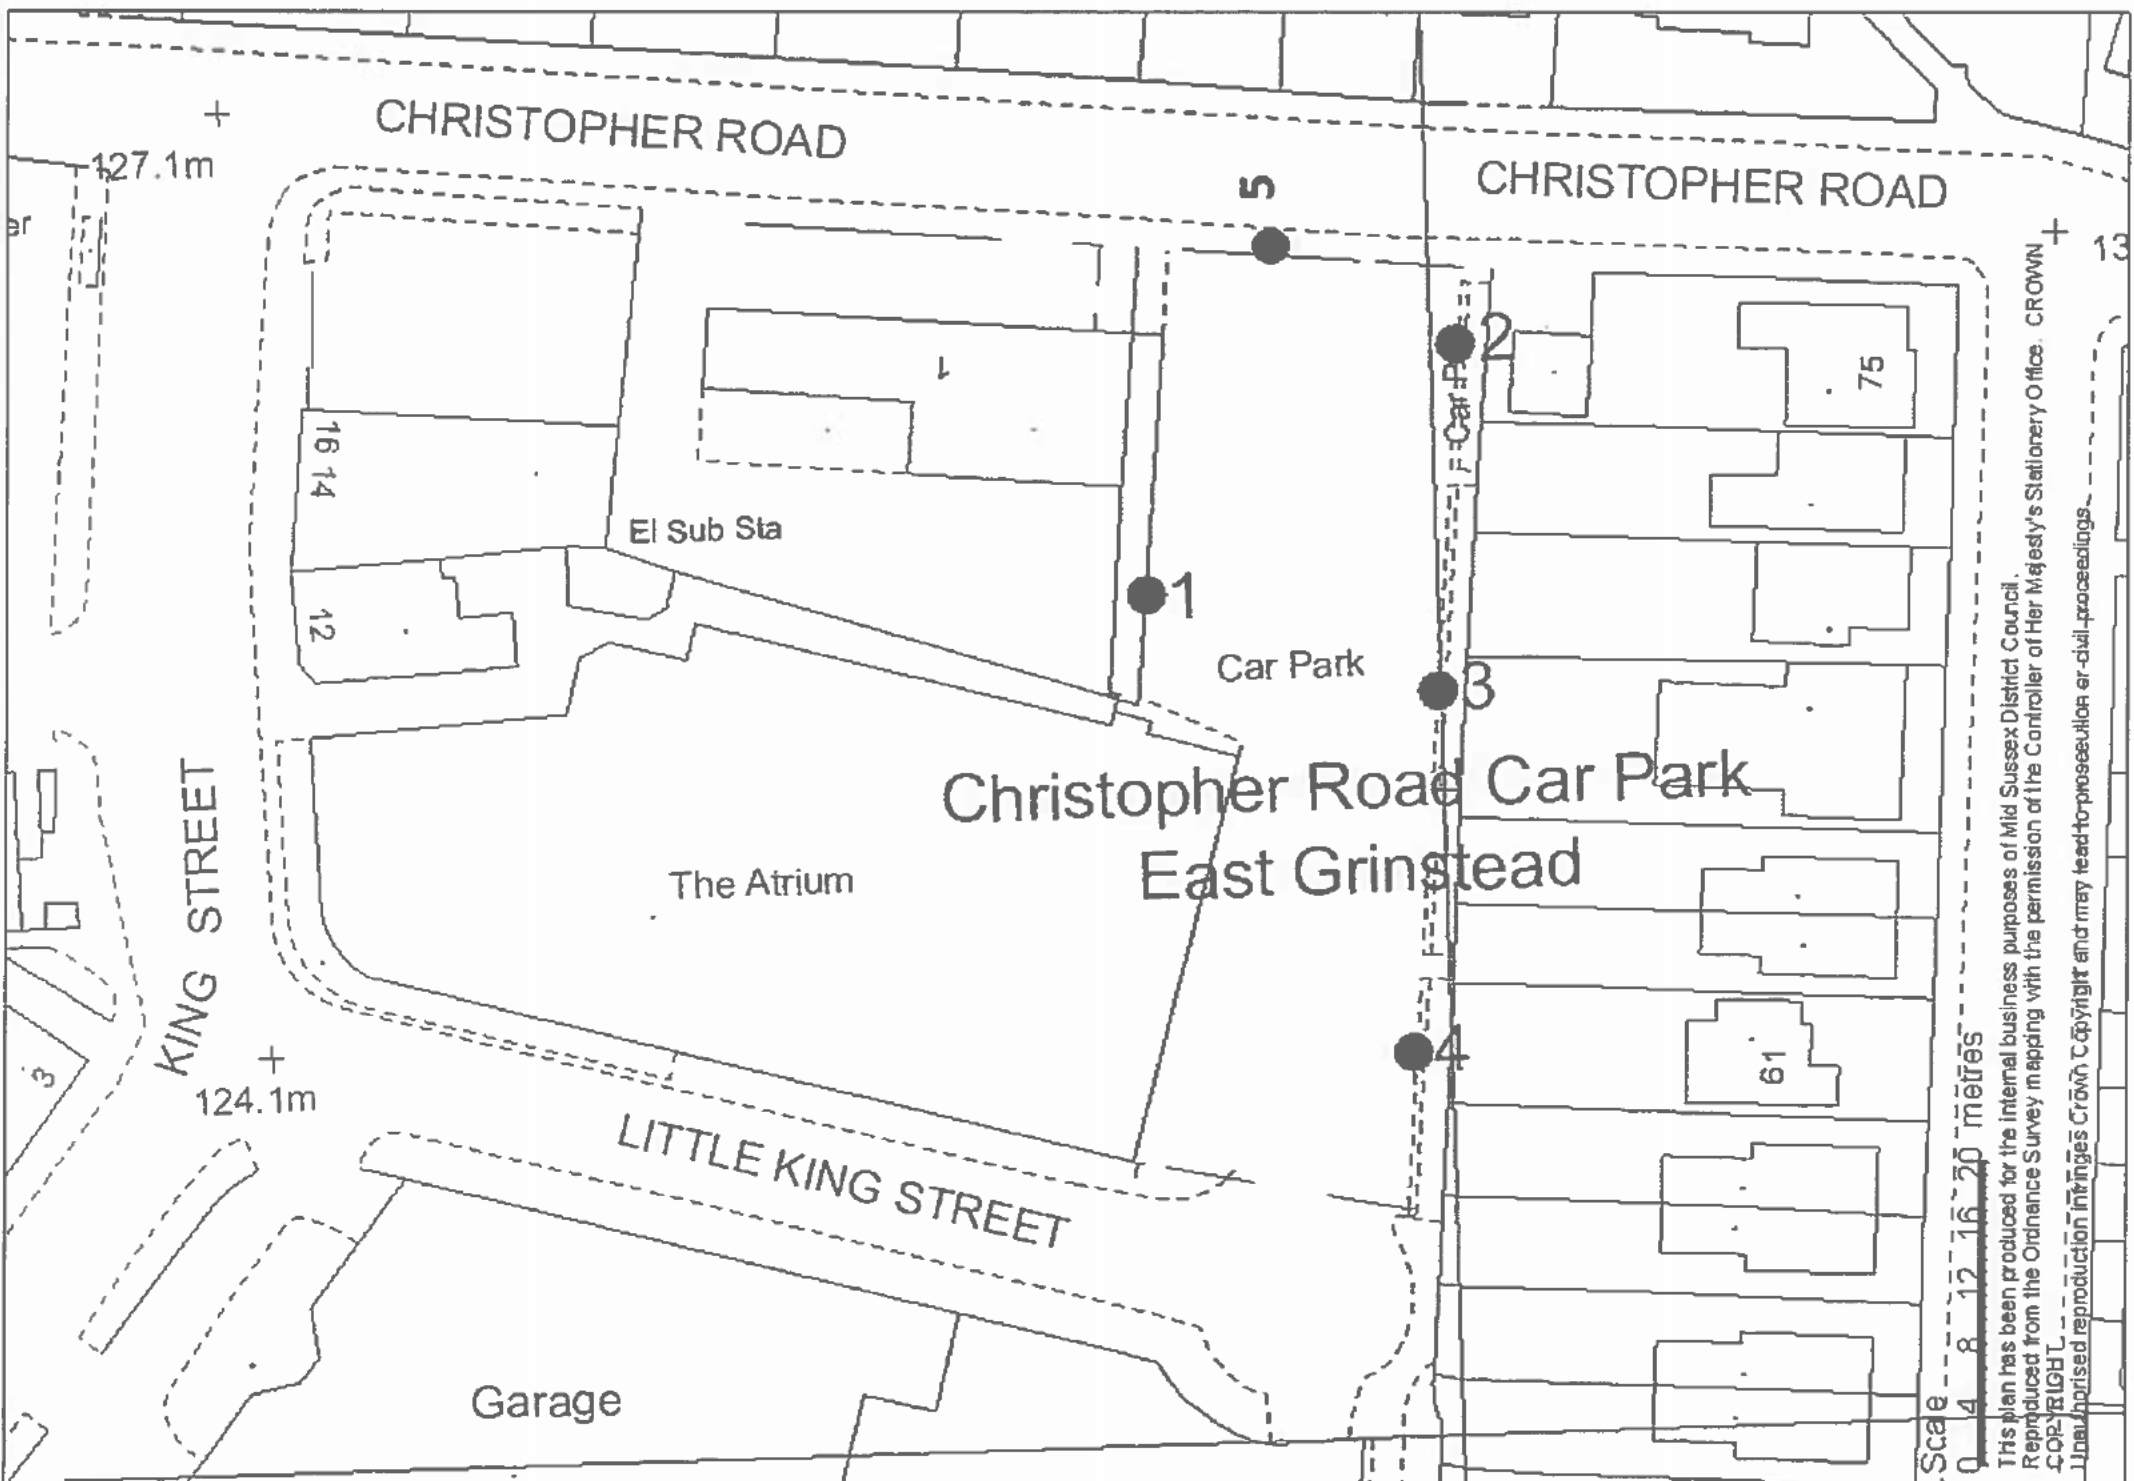 CHRISTOPHER ROAD
CHRISTOPHER ROAD
127.1m
er
5
13
2
75
1
16 14
Car P
El Sub Sta
1
12
Car Park
3
Christopher Road Car Park
East Grinstead
The Atrium
KING STREET
4
61
3
124.1m
LITTLE KING STREET
Garage
Scale
0 4 8 12 16 20 metres
This plan has been produced for the internal business purposes of Mid Sussex District Council.
Reproduced from the Ordnance Survey mapping with the permission of the Controller of Her Majesty's Stationery Office. CROWN
COPYRIGHT
Unauthorised reproduction infringes Crown Copyright and may lead to prosecution or civil proceedings.